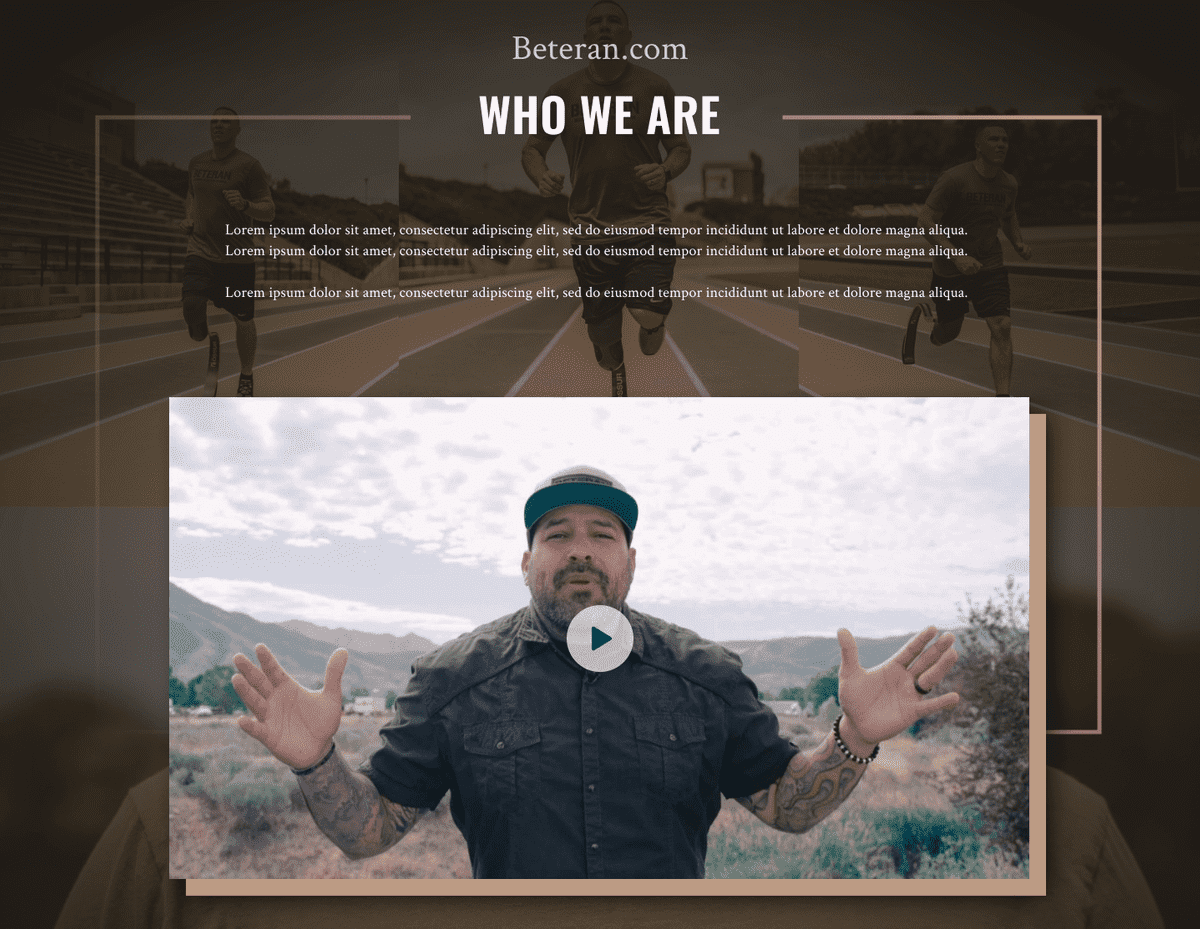 Beteran.com
WHO WE ARE
Lorem ipsum dolor sit amet, consectetur adipiscing elit, sed do eiusmod tempor incididunt ut labore et dolore magna aliqua.
Lorem ipsum dolor sit amet, consectetur adipiscing elit, sed do eiusmod tempor incididunt ut labore et dolore magna aliqua.
Lorem ipsum dolor sit amet, consectetur adipiscing elit, sed do eiusmod tempor incididunt ut labore et dolore magna aliqua.
BETERAN